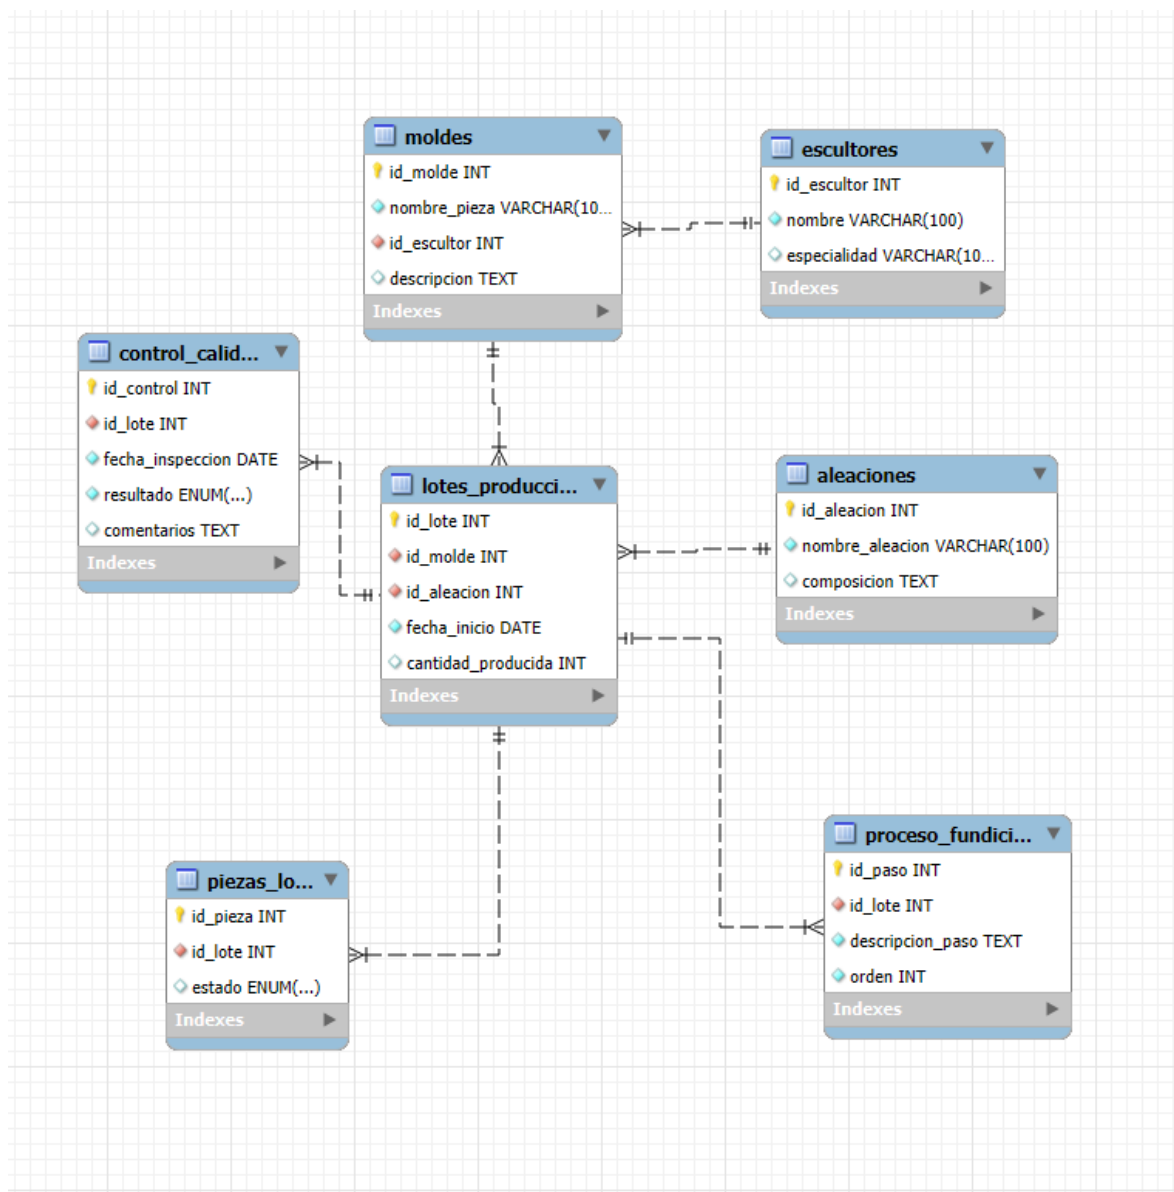 moldes
id_molde INT
nombre_pieza VARCHAR(10...
id_escultor INT
descripcion TEXT
Indexes
escultores
id_escultor INT
nombre VARCHAR(100)
especialidad VARCHAR(10...
Indexes
control_calid...
id_control INT
id_lote INT
fecha_inspeccion DATE
resultado ENUM(...)
comentarios TEXT
Indexes
lotes_producci...
id_lote INT
id_molde INT
id_aleacion INT
fecha_inicio DATE
cantidad_producida INT
Indexes
aleaciones
id_aleacion INT
nombre_aleacion VARCHAR(100)
composicion TEXT
Indexes
piezas_lo...
id_pieza INT
id_lote INT
estado ENUM(...)
Indexes
proceso_fundici...
id_paso INT
id_lote INT
descripcion_paso TEXT
orden INT
Indexes